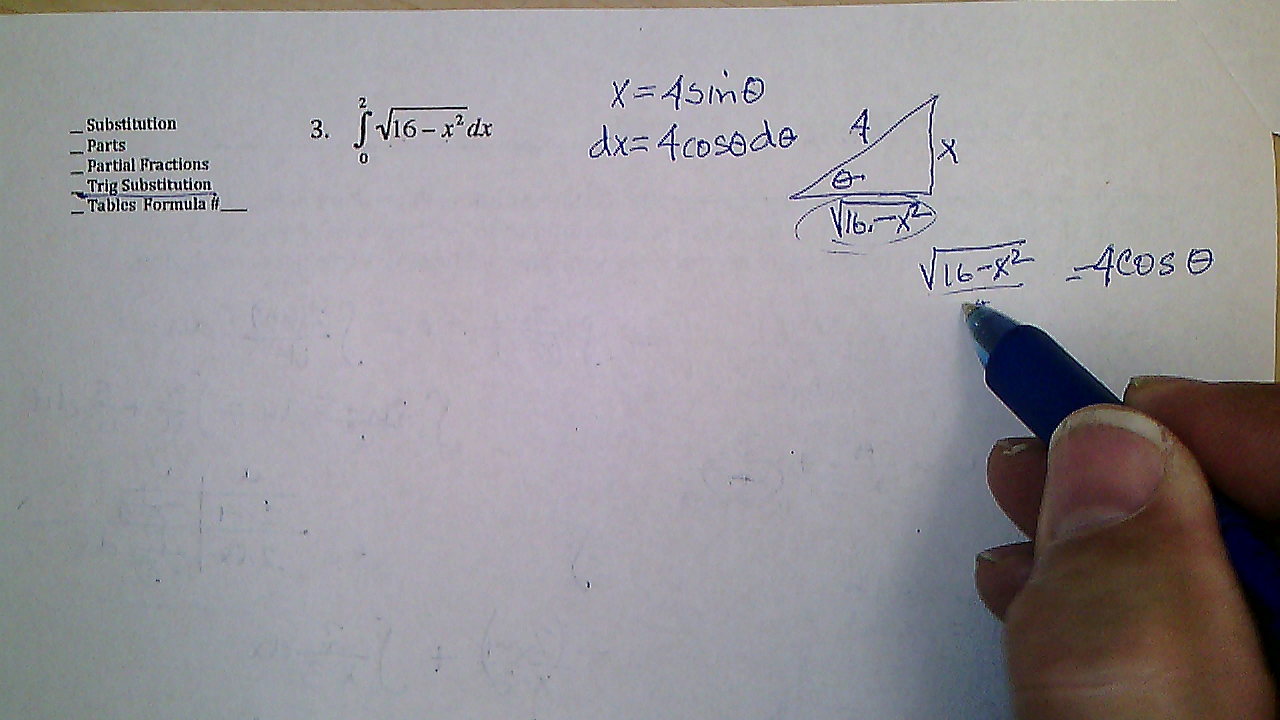 _ Substitution
_ Parts
_ Partial Fractions
_ Trig Substitution
_ Tables Formula #___
3. ∫₀² √(16 − x²) dx
x = 4sinθ
dx = 4cosθdθ
4
x
θ
√(16 − x²)
√(16 − x²) = 4cosθ